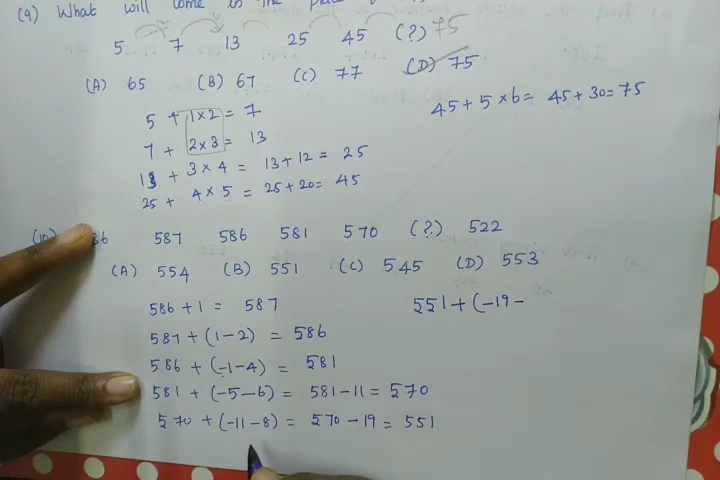 (9) What will come in the place
5 7 13 25 45 (?) 75
(A) 65 (B) 67 (C) 77 (D) 75
5 + 1×2 = 7
45 + 5 × 6 = 45 + 30 = 75
7 + 2×3 = 13
13 + 3 × 4 = 13 + 12 = 25
25 + 4 × 5 = 25 + 20 = 45
(10) 86 587 586 581 570 (?) 522
(A) 554 (B) 551 (C) 545 (D) 553
586 + 1 = 587
551 + (-19 -
587 + (1-2) = 586
586 + (-1-4) = 581
581 + (-5-6) = 581-11 = 570
570 + (-11-8) = 570-19 = 551